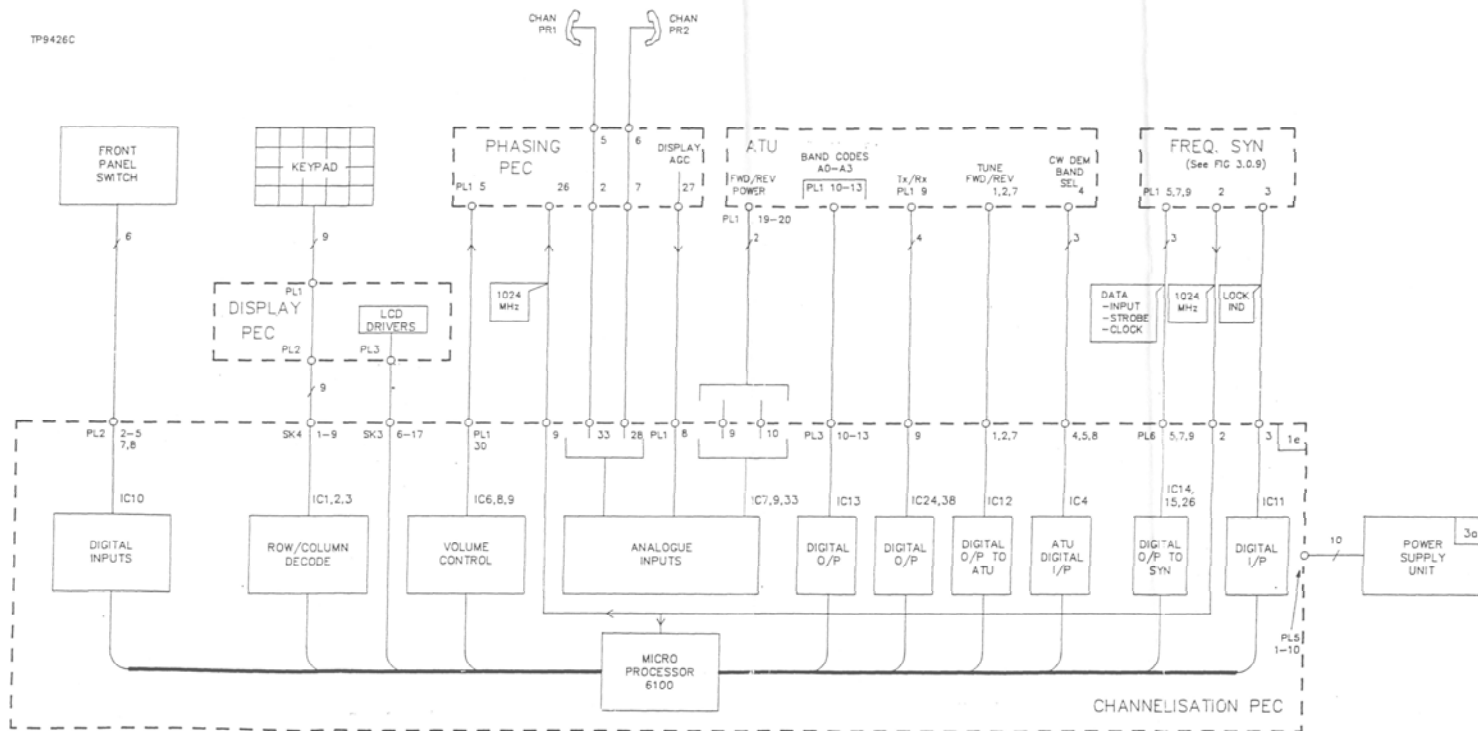 TP9426C
CHAN
PR1
CHAN
PR2
FRONT
PANEL
SWITCH
6
KEYPAD
9
PHASING
PEC
5
6
DISPLAY
AGC
PL1 5
26
2
7
27
ATU
FWD/REV
POWER
BAND CODES
A0-A3
PL1 10-13
Tx/Rx
PL1 9
TUNE
FWD/REV
1,2,7
CW DEM
BAND
SEL
4
PL1 19-20
2
4
3
FREQ. SYN
(See FIG 3.0.9)
PL1 5,7,9
2
3
3
DISPLAY
PEC
PL1
LCD
DRIVERS
PL2
PL3
9
1024
MHz
DATA
-INPUT
-STROBE
-CLOCK
1024
MHz
LOCK
IND
PL2
2-5
7,8
SK4
1-9
SK3
6-17
PL1
30
9
33
28
PL1
8
9
10
PL3
10-13
9
1,2,7
4,5,8
PL6
5,7,9
2
3
1e
IC10
IC1,2,3
IC6,8,9
IC7,9,33
IC13
IC24,38
IC12
IC4
IC14,
15,26
IC11
DIGITAL
INPUTS
ROW/COLUMN
DECODE
VOLUME
CONTROL
ANALOGUE
INPUTS
DIGITAL
O/P
DIGITAL
O/P
DIGITAL
O/P TO
ATU
ATU
DIGITAL
I/P
DIGITAL
O/P TO
SYN
DIGITAL
I/P
10
POWER
SUPPLY
UNIT
3a
PL5
1-10
MICRO
PROCESSOR
6100
CHANNELISATION PEC